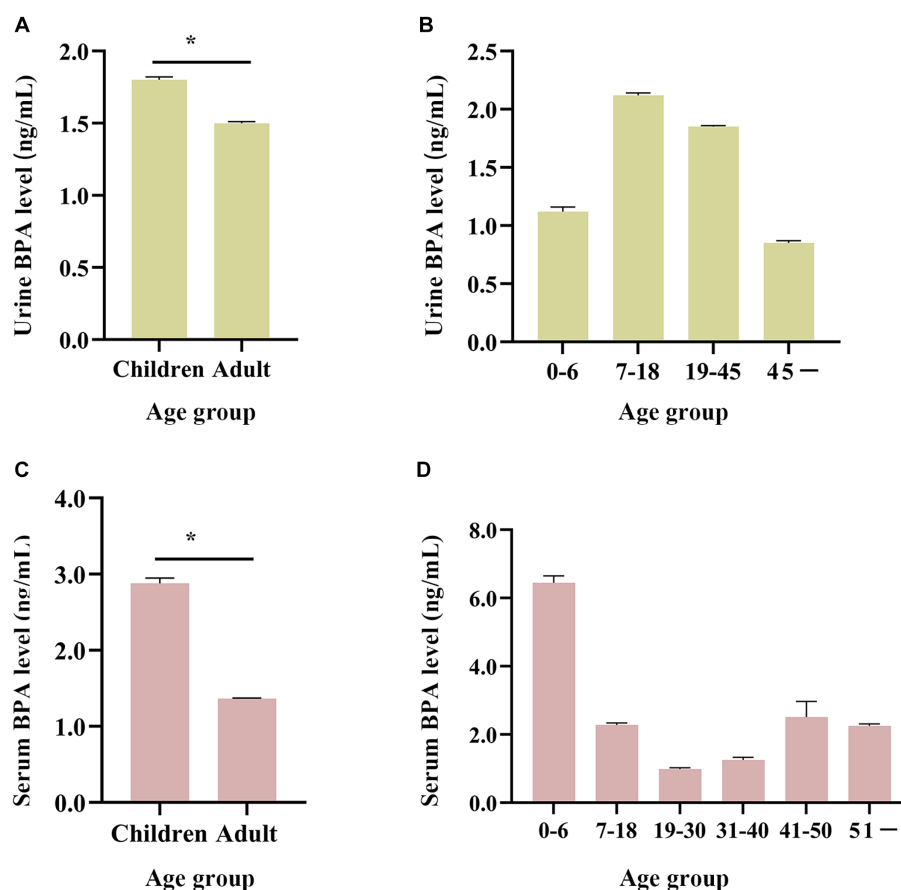 A
*
Urine BPA level (ng/mL)
2.0
1.5
1.0
0.5
0.0
Children Adult
Age group
B
Urine BPA level (ng/mL)
2.5
2.0
1.5
1.0
0.5
0.0
0-6 7-18 19-45 45 —
Age group
C
*
Serum BPA level (ng/mL)
4.0
3.0
2.0
1.0
0.0
Children Adult
Age group
D
Serum BPA level (ng/mL)
8.0
6.0
4.0
2.0
0.0
0-6 7-18 19-30 31-40 41-50 51 —
Age group